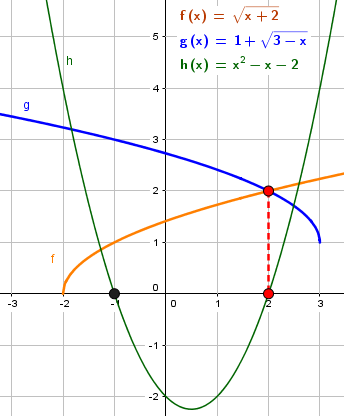 f (x) = √x + 2
g (x) = 1 + √3 − x
h (x) = x² − x − 2
h
g
f
5
4
3
2
1
0
-1
-2
-3 -2 -1 0 1 2 3